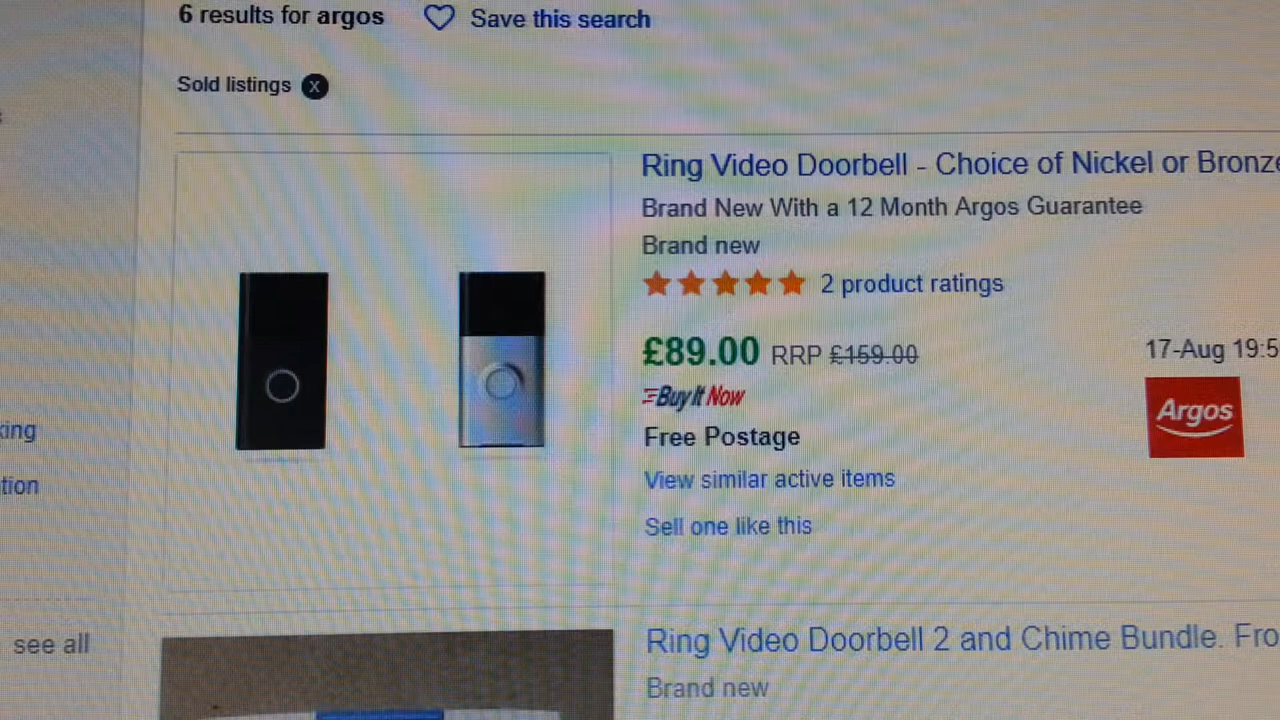 6 results for argos
Save this search
Sold listings X
Ring Video Doorbell - Choice of Nickel or Bronze
Brand New With a 12 Month Argos Guarantee
Brand new
2 product ratings
£89.00 RRP £159.00
17-Aug 19:5
Buy It Now
Argos
Free Postage
View similar active items
Sell one like this
king
tion
see all
Ring Video Doorbell 2 and Chime Bundle. Fro
Brand new